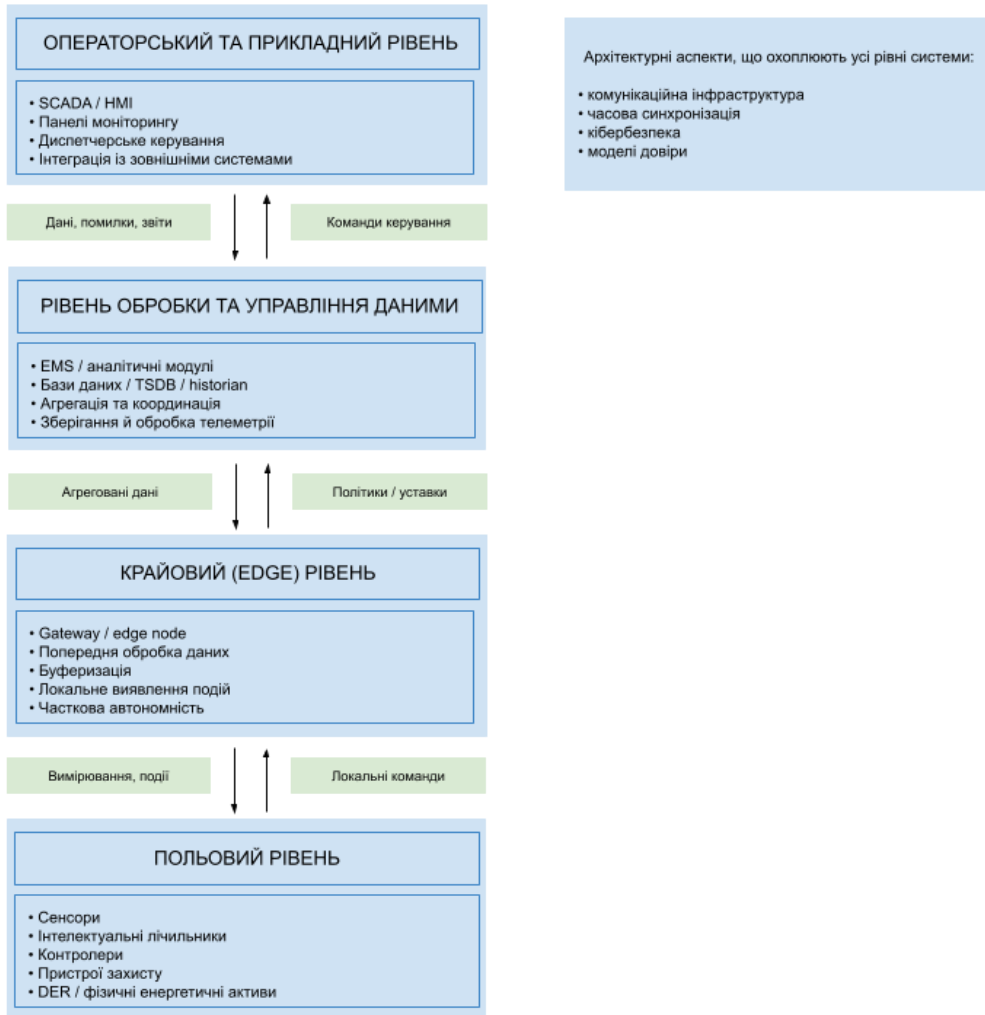 ОПЕРАТОРСЬКИЙ ТА ПРИКЛАДНИЙ РІВЕНЬ
• SCADA / HMI
• Панелі моніторингу
• Диспетчерське керування
• Інтеграція із зовнішніми системами
Дані, помилки, звіти
Команди керування
РІВЕНЬ ОБРОБКИ ТА УПРАВЛІННЯ ДАНИМИ
• EMS / аналітичні модулі
• Бази даних / TSDB / historian
• Агрегація та координація
• Зберігання й обробка телеметрії
Агреговані дані
Політики / уставки
КРАЙОВИЙ (EDGE) РІВЕНЬ
• Gateway / edge node
• Попередня обробка даних
• Буферизація
• Локальне виявлення подій
• Часткова автономність
Вимірювання, події
Локальні команди
ПОЛЬОВИЙ РІВЕНЬ
• Сенсори
• Інтелектуальні лічильники
• Контролери
• Пристрої захисту
• DER / фізичні енергетичні активи
Архітектурні аспекти, що охоплюють усі рівні системи:
• комунікаційна інфраструктура
• часова синхронізація
• кібербезпека
• моделі довіри